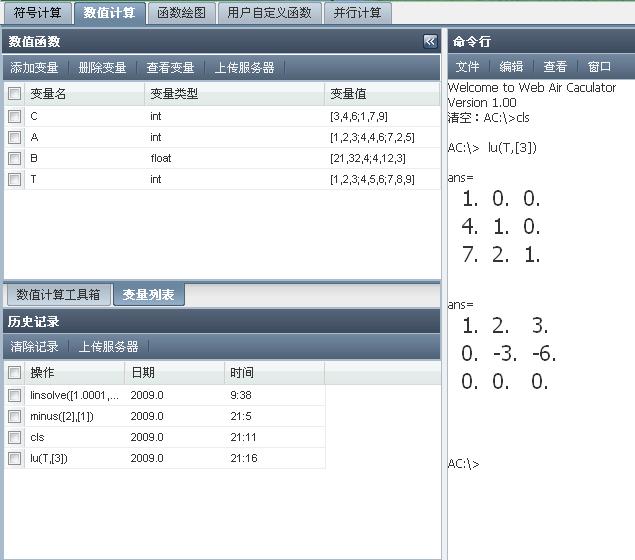 符号计算 数值计算 函数绘图 用户自定义函数 并行计算
数值函数
添加变量 删除变量 查看变量 上传服务器
变量名 变量类型 变量值
C int [3,4,6;1,7,9]
A int [1,2,3;4,4,6;7,2,5]
B float [21,32,4;4,12,3]
T int [1,2,3;4,5,6;7,8,9]
数值计算工具箱 变量列表
历史记录
清除记录 上传服务器
操作 日期 时间
linsolve([1.0001,... 2009.0 9:38
minus([2],[1]) 2009.0 21:5
cls 2009.0 21:11
lu(T,[3]) 2009.0 21:16
命令行
文件 编辑 查看 窗口
Welcome to Web Air Caculator
Version 1.00
清空：AC:\>cls
AC:\> lu(T,[3])
ans=
1. 0. 0.
4. 1. 0.
7. 2. 1.
ans=
1. 2. 3.
0. -3. -6.
0. 0. 0.
AC:\>